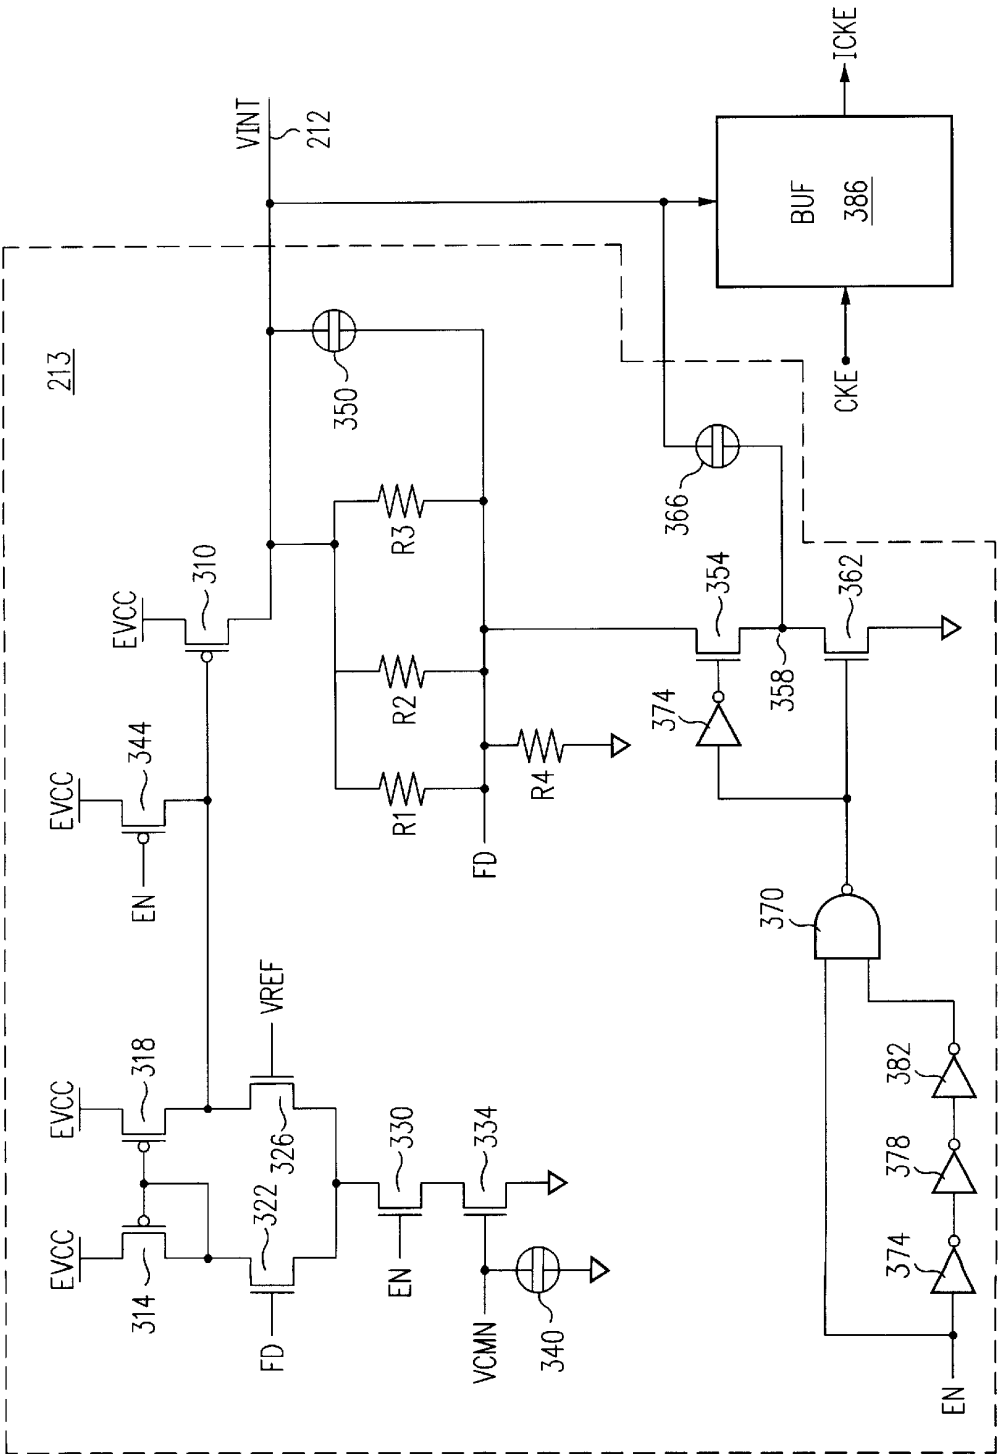 213
EVCC
EVCC
EVCC
EVCC
314
318
344
310
EN
VINT
212
FD
322
326
VREF
EN
330
VCMN
334
340
R1
R2
R3
350
FD
R4
374
354
358
362
366
370
EN
374
378
382
CKE
BUF
386
ICKE